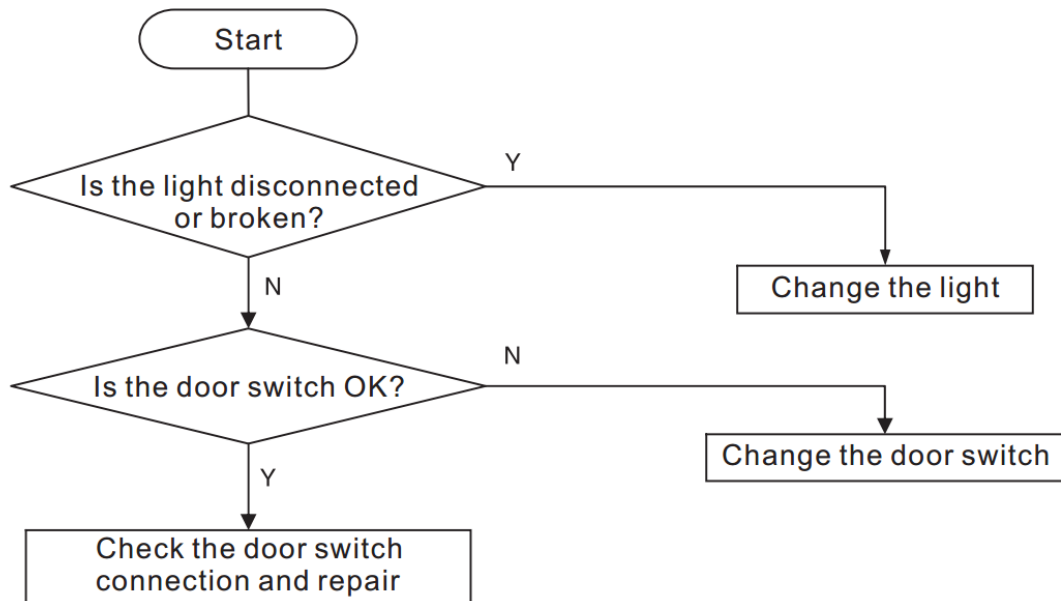 Start
Is the light disconnected
or broken?
Y
N
Change the light
Is the door switch OK?
N
Y
Change the door switch
Check the door switch
connection and repair